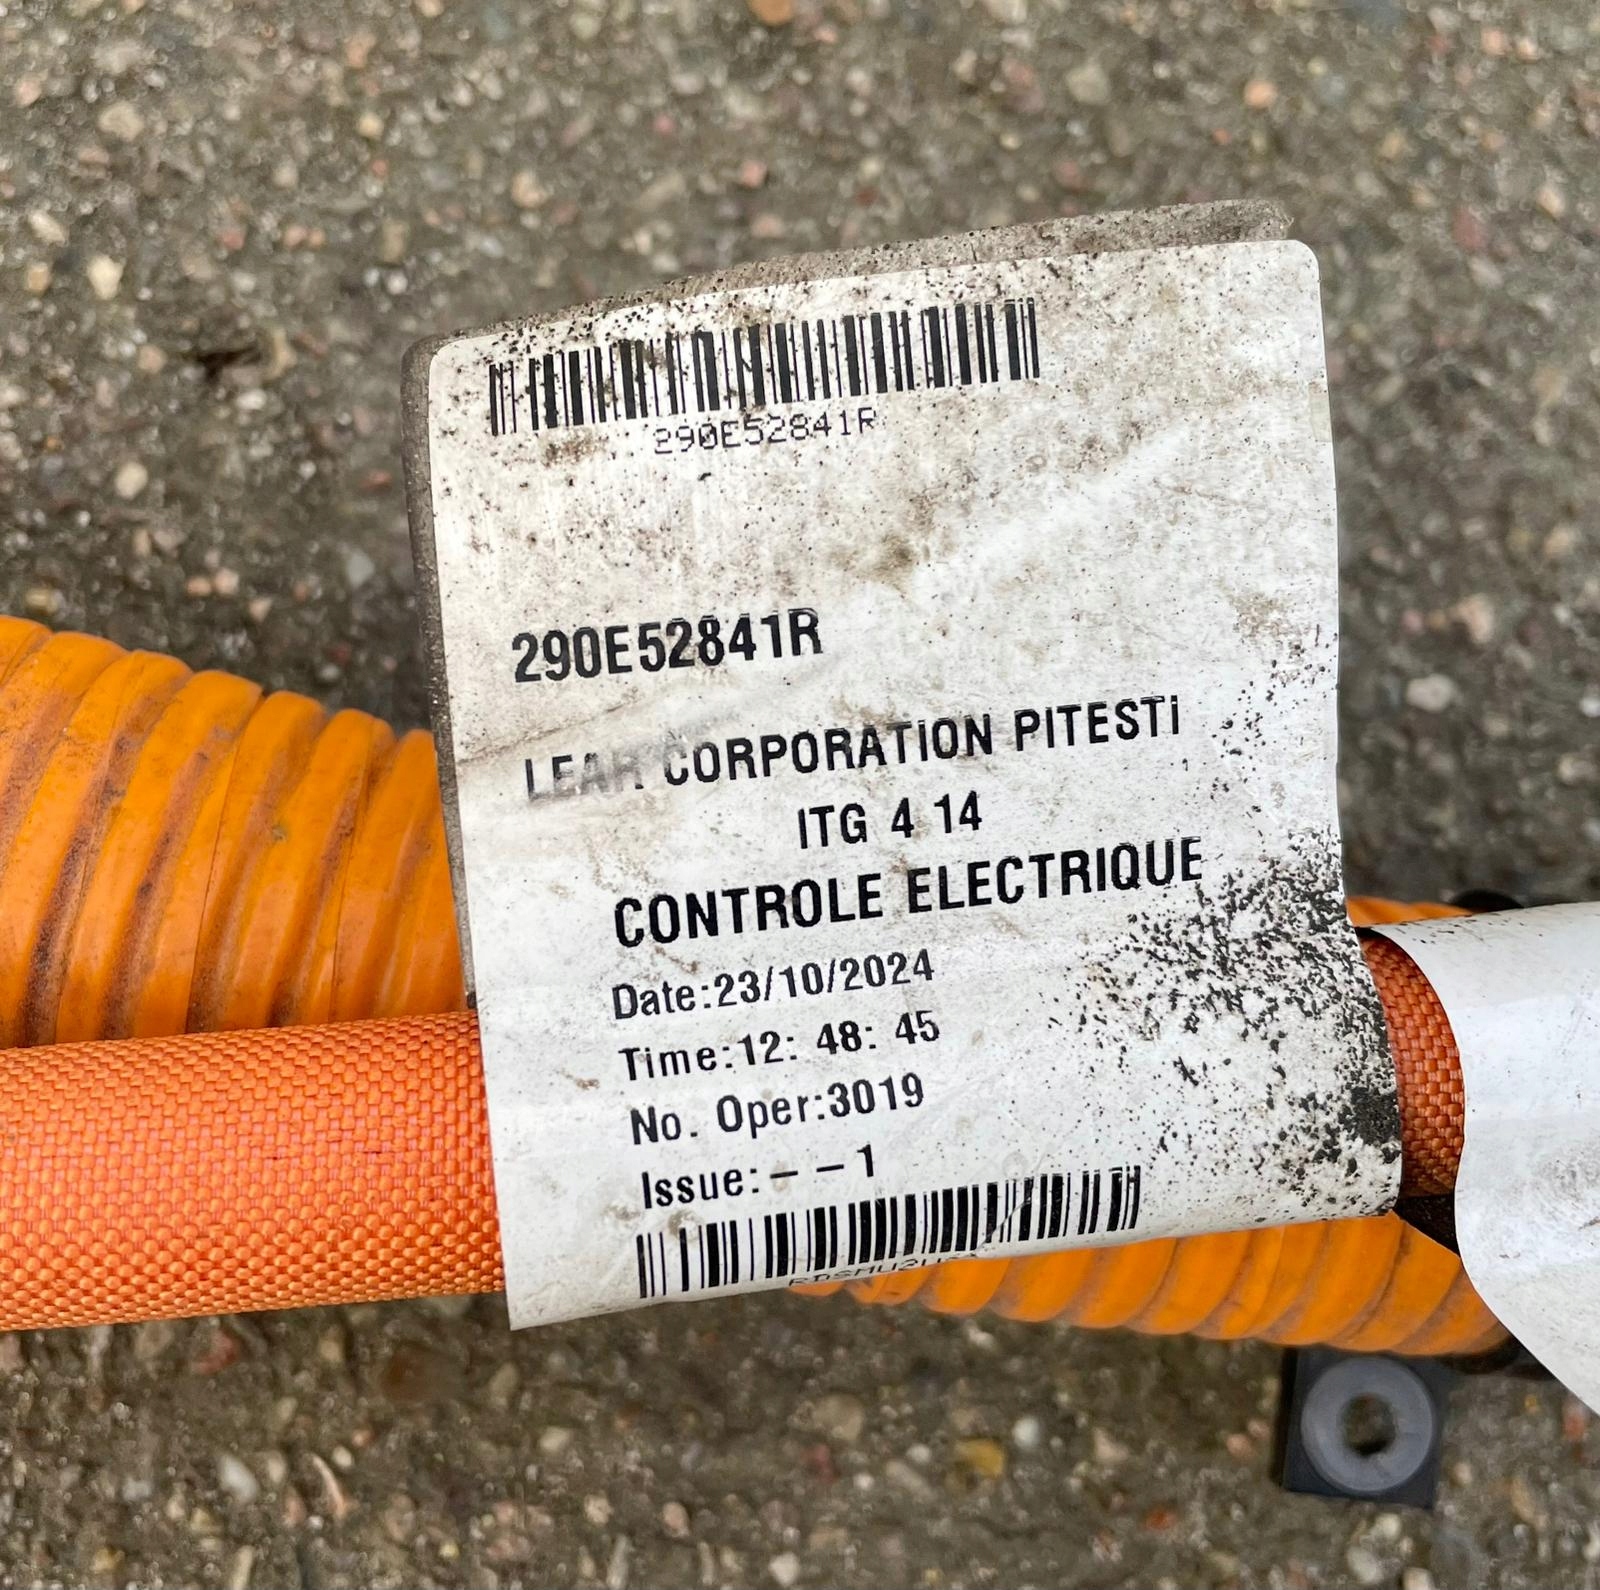 290E52841R
290E52841R
LEAR CORPORATION PITESTi
ITG 4 14
CONTROLE ELECTRIQUE
Date:23/10/2024
Time:12: 48: 45
No. Oper:3019
Issue:- - 1